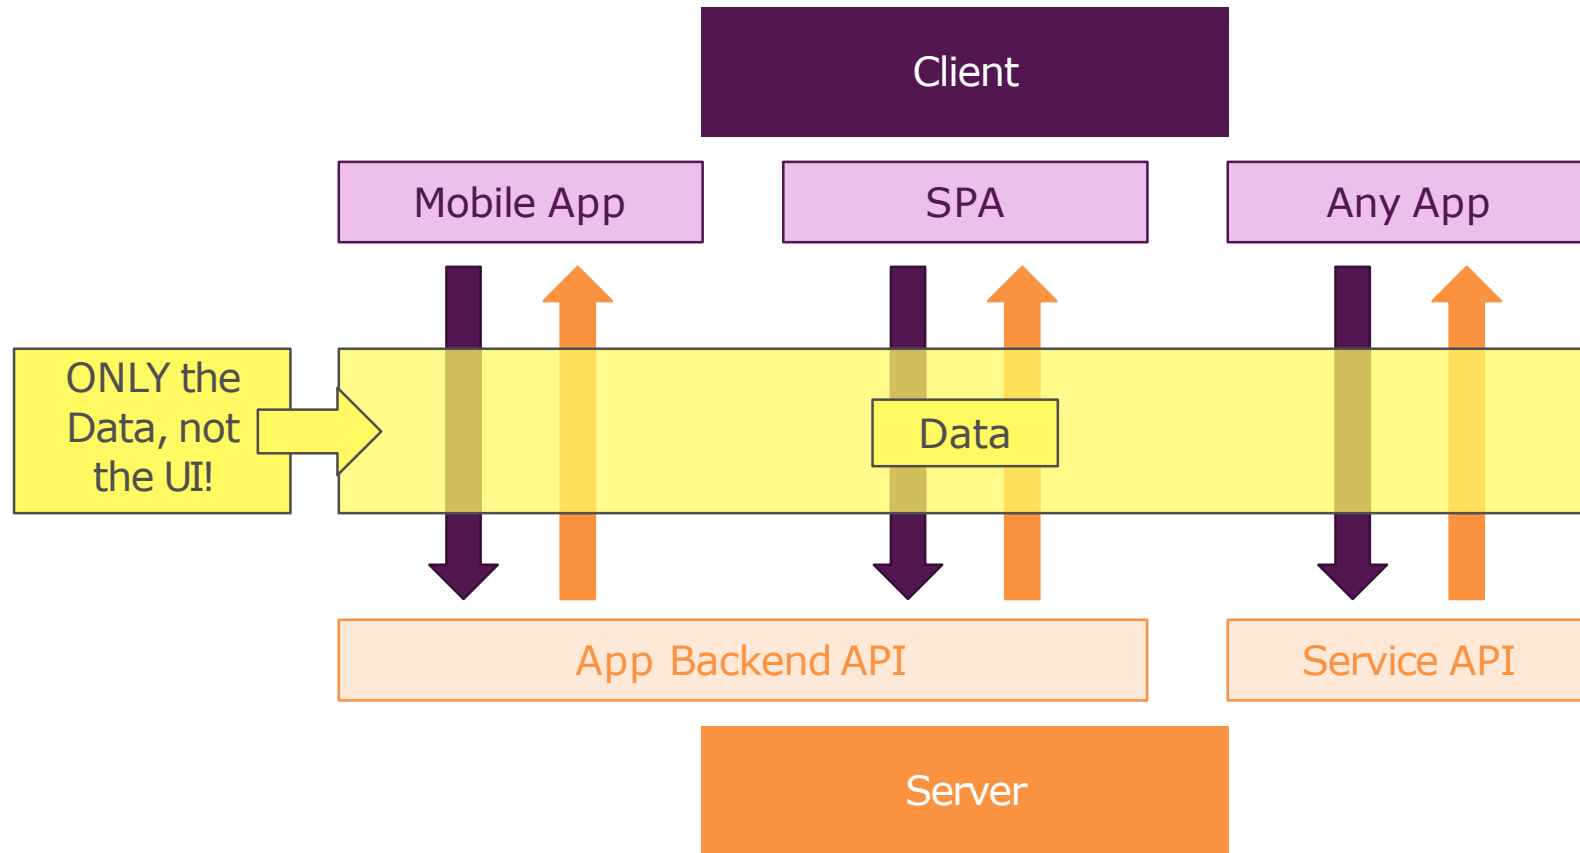 Client
Mobile App
SPA
Any App
ONLY the
Data, not
the UI!
Data
App Backend API
Service API
Server